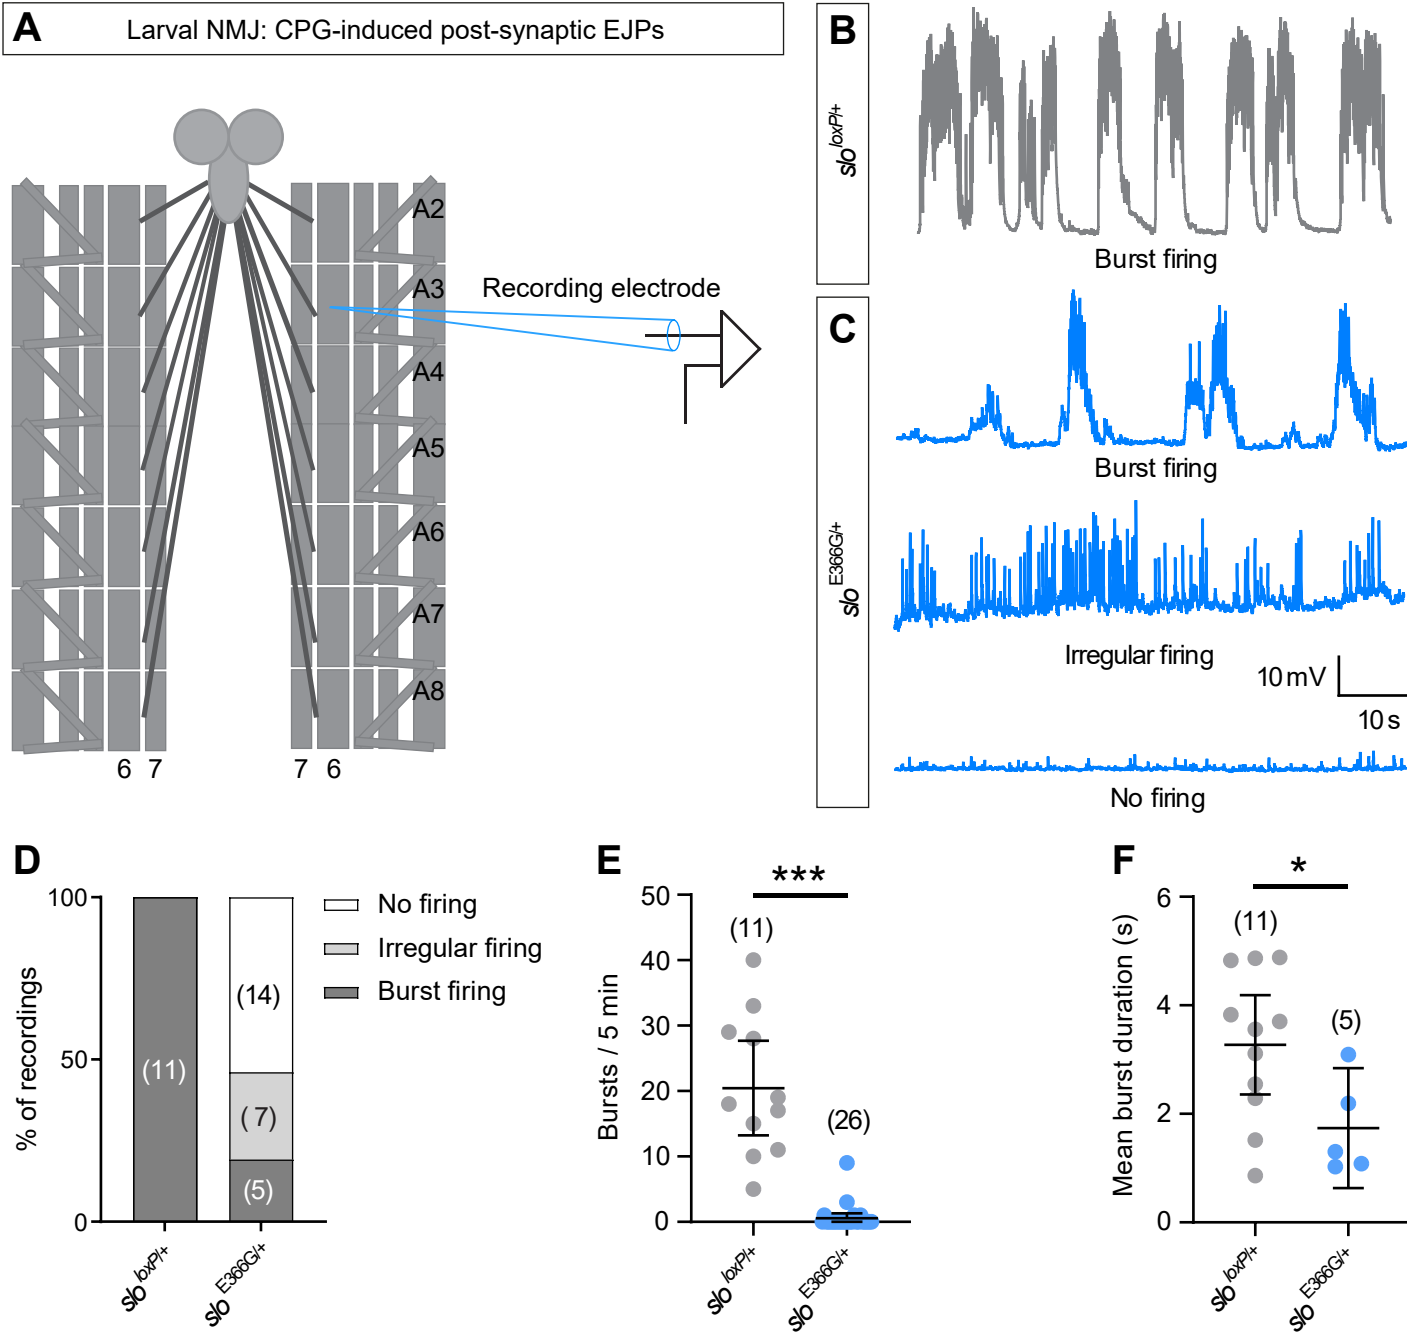 A
Larval NMJ: CPG-induced post-synaptic EJPs
A2
A3
A4
A5
A6
A7
A8
Recording electrode
6 7
7 6
B
slo loxP/+
Burst firing
C
slo E366G/+
Burst firing
Irregular firing
10 mV
10 s
No firing
D
% of recordings
100
50
0
(11)
(14)
( 7)
(5)
slo loxP/+
slo E366G/+
No firing
Irregular firing
Burst firing
E
***
Bursts / 5 min
50
40
30
20
10
0
(11)
(26)
slo loxP/+
slo E366G/+
F
*
Mean burst duration (s)
6
4
2
0
(11)
(5)
slo loxP/+
slo E366G/+